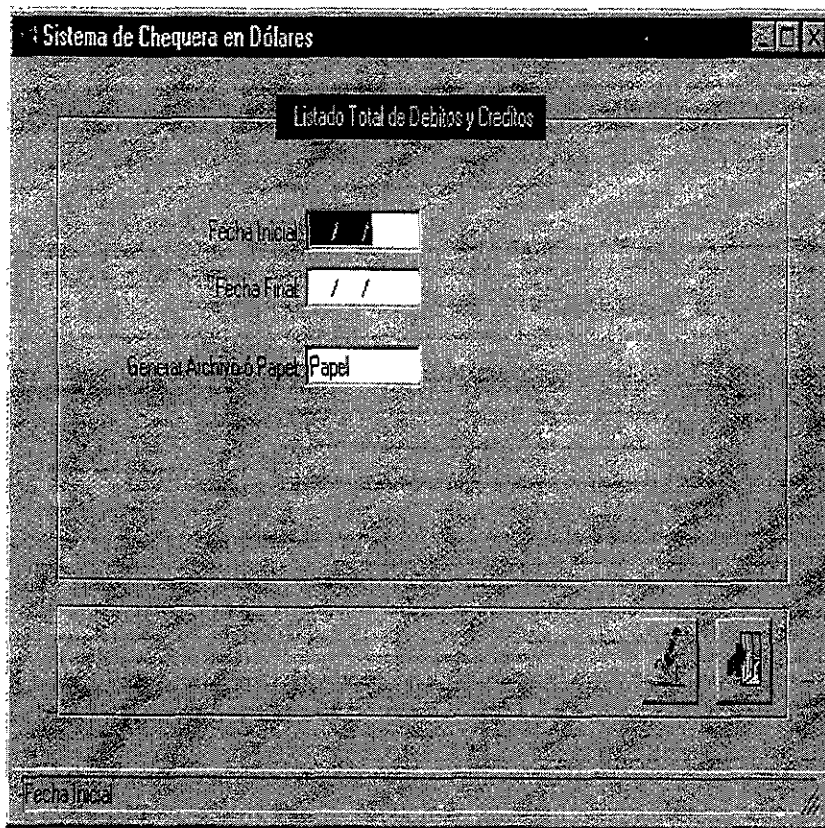 Sistema de Chequera en Dólares
Listado Total de Debitos y Creditos
Fecha Inicial: / /
Fecha Final: / /
General Archivo ó Papel: Papel
Fecha Inicial